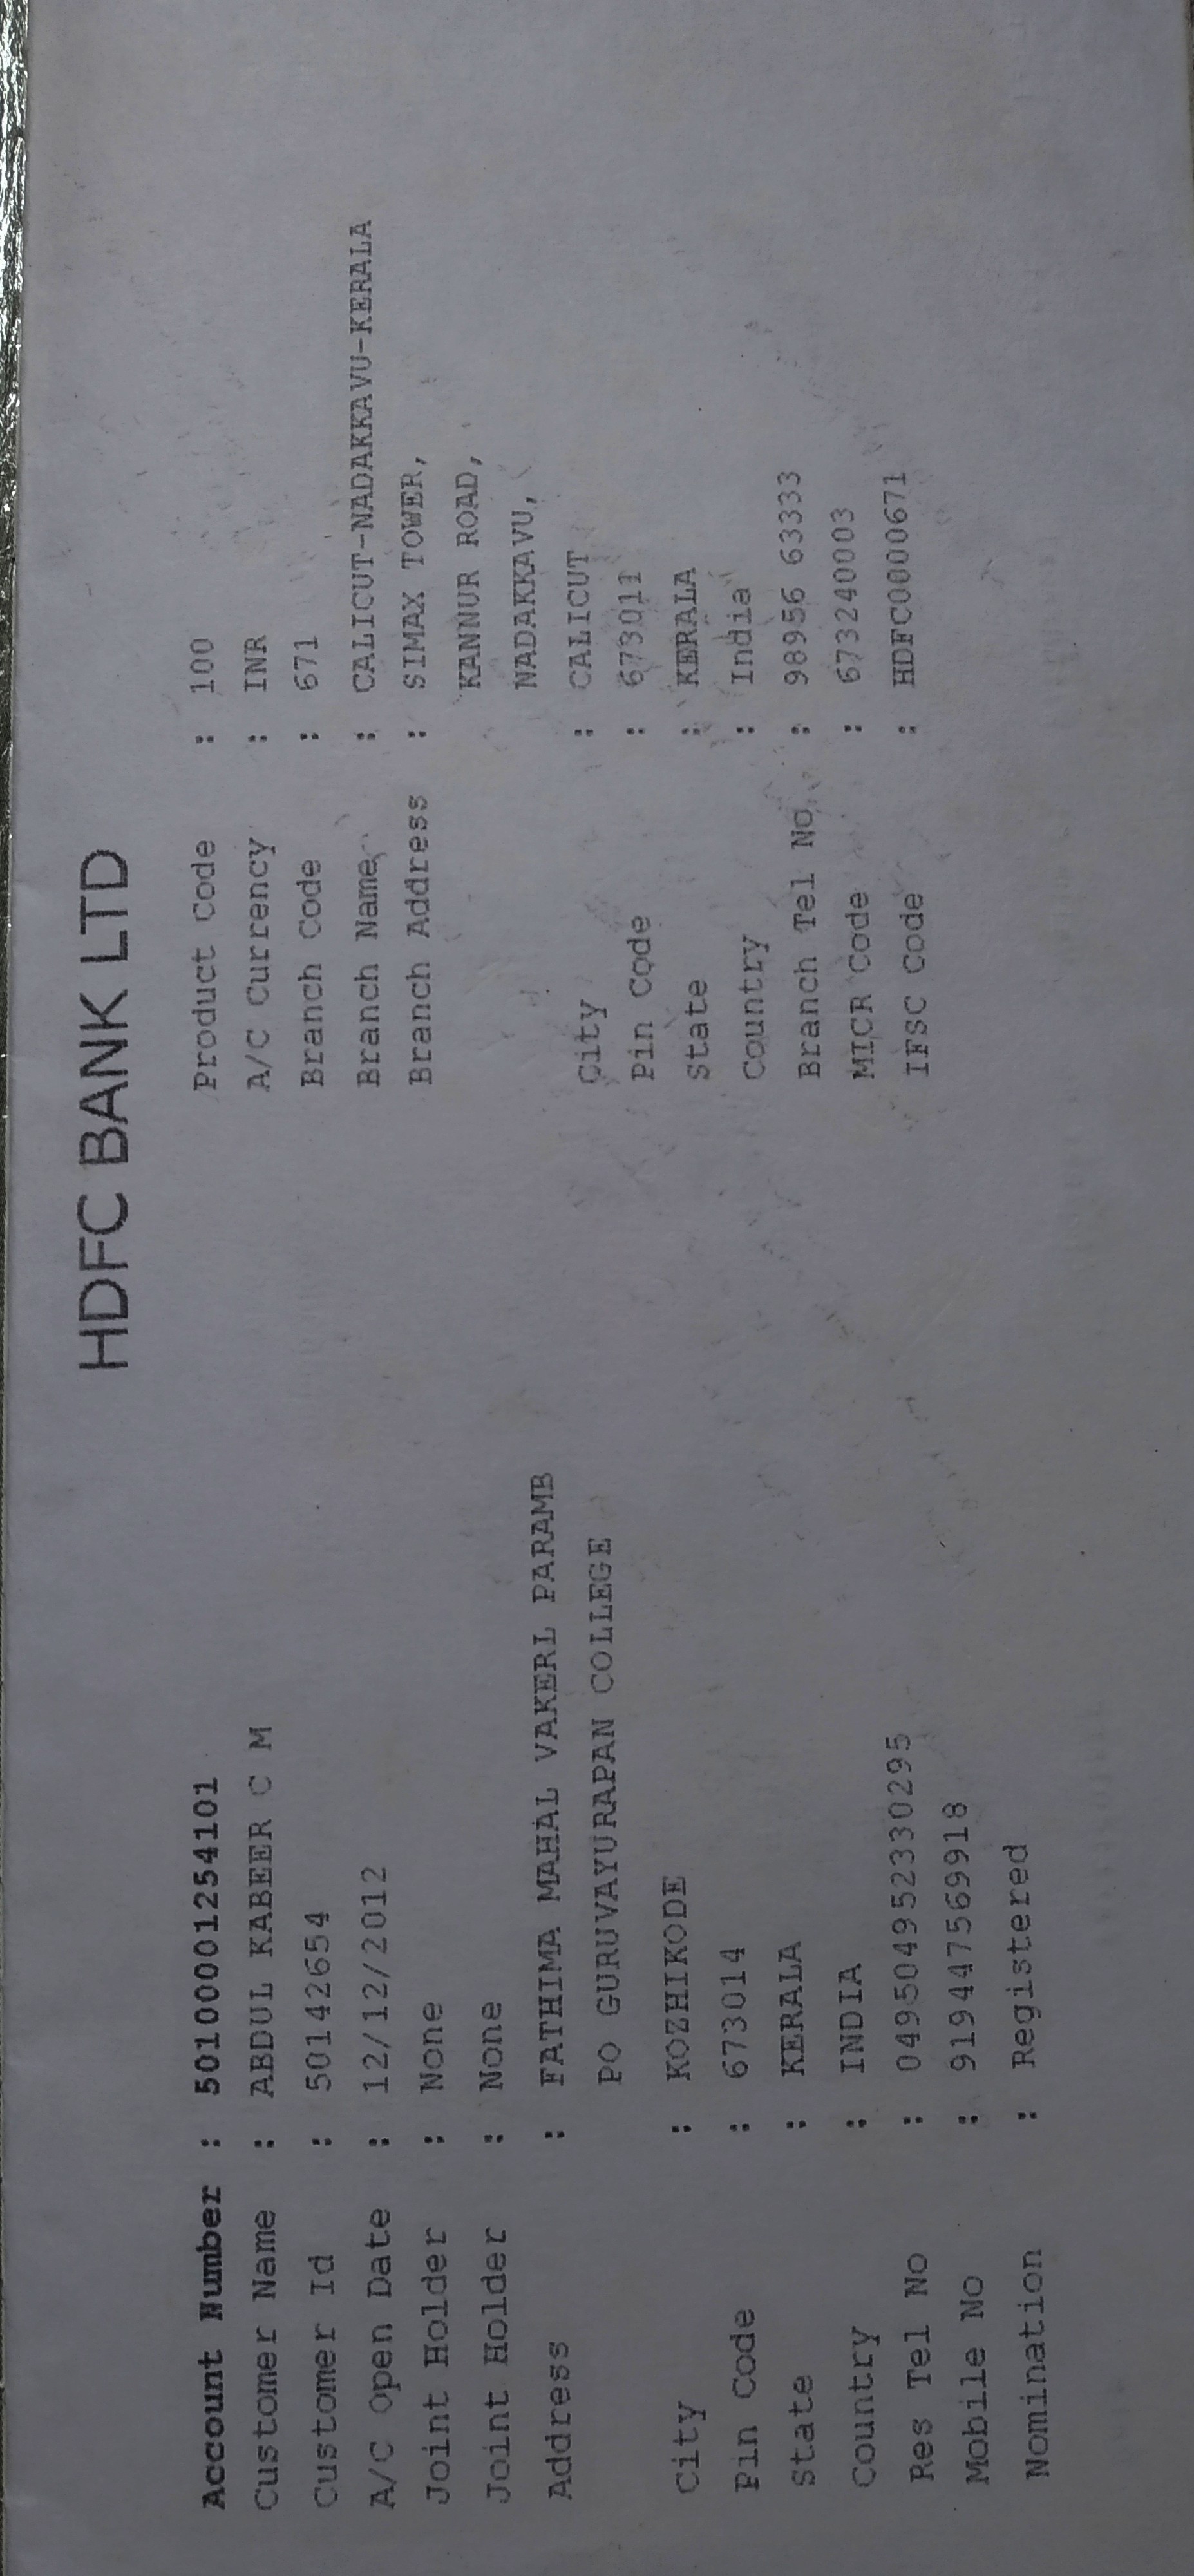 HDFC BANK LTD
Account Number : 50100001254101
Customer Name : ABDUL KABEER C M
Customer Id : 50142654
A/C Open Date : 12/12/2012
Joint Holder : None
Joint Holder : None
Address : FATHIMA MAHAL VAKERL PARAMB
PO GURUVAYURAPAN COLLEGE
City : KOZHIKODE
Pin Code : 673014
State : KERALA
Country : INDIA
Res Tel No : 049504952330295
Mobile No : 919447569918
Nomination : Registered
Product Code : 100
A/C Currency : INR
Branch Code : 671
Branch Name : CALICUT-NADAKKAVU-KERALA
Branch Address : SIMAX TOWER,
KANNUR ROAD,
NADAKKAVU,
City : CALICUT
Pin Code : 673011
State : KERALA
Country : India
Branch Tel No : 98956 63333
MICR Code : 673240003
IFSC Code : HDFC0000671